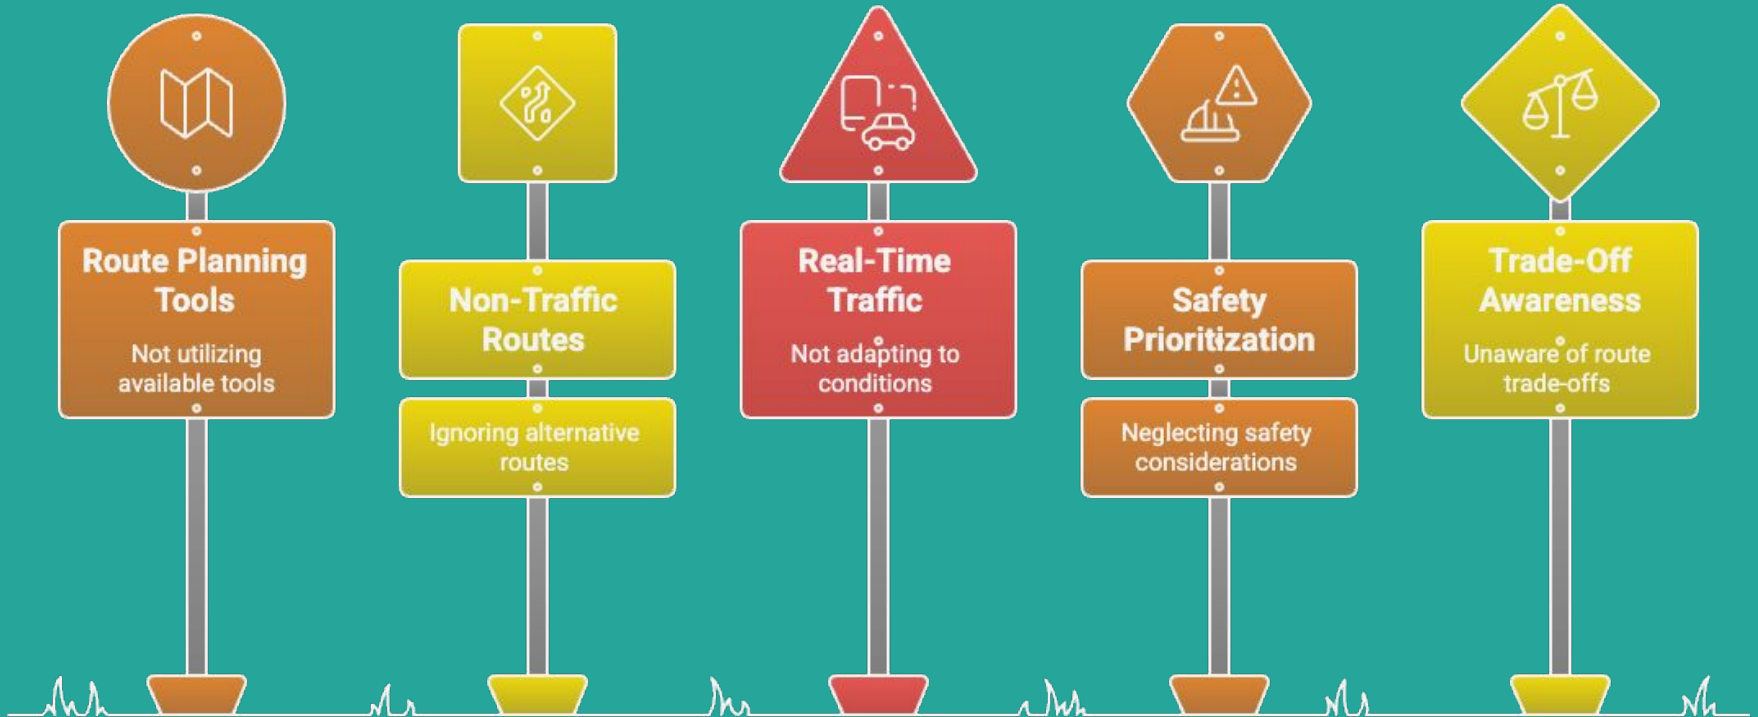 Route Planning
Tools
Not utilizing
available tools
Non-Traffic
Routes
Ignoring alternative
routes
Real-Time
Traffic
Not adapting to
conditions
Safety
Prioritization
Neglecting safety
considerations
Trade-Off
Awareness
Unaware of route
trade-offs